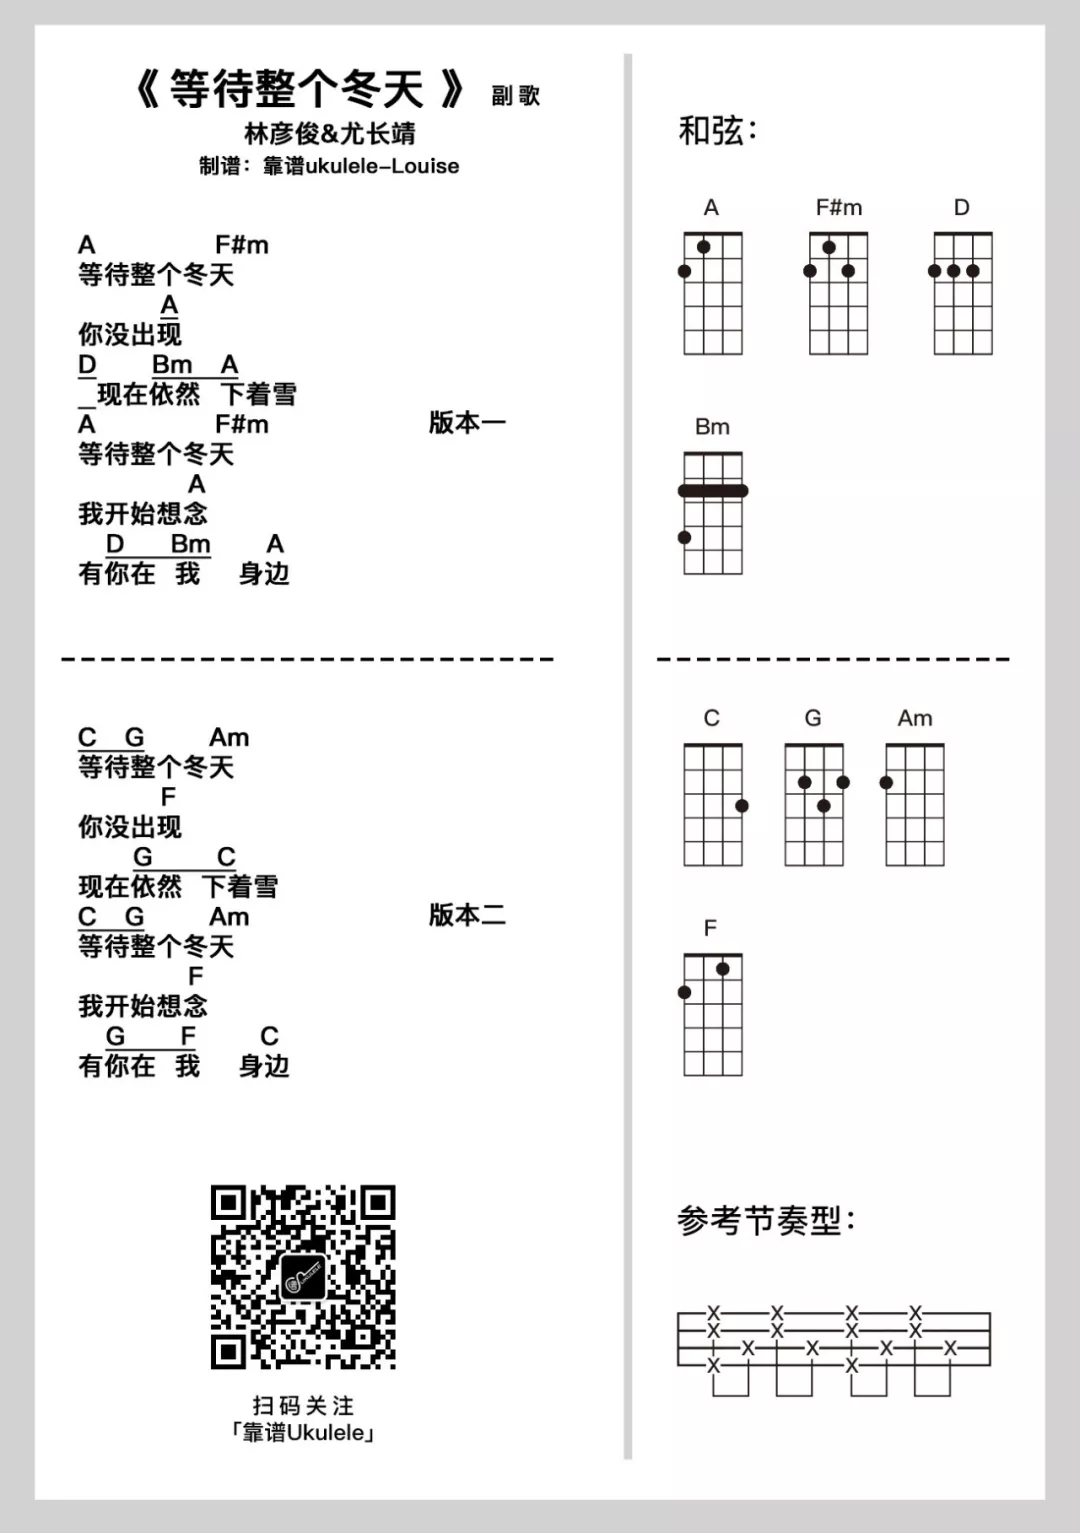 《等待整个冬天》 副歌
林彦俊&尤长靖
制谱：靠谱ukulele-Louise
A F#m
等待整个冬天
A
你没出现
D Bm A
_现在依然 下着雪
A F#m 版本一
等待整个冬天
A
我开始想念
D Bm A
有你在 我 身边
C G Am
等待整个冬天
F
你没出现
G C
现在依然 下着雪
C G Am 版本二
等待整个冬天
F
我开始想念
G F C
有你在 我 身边
扫码关注
「靠谱Ukulele」
和弦：
A F#m D
Bm
C G Am
F
参考节奏型：
X X X X
X X X X
X X X X
X X